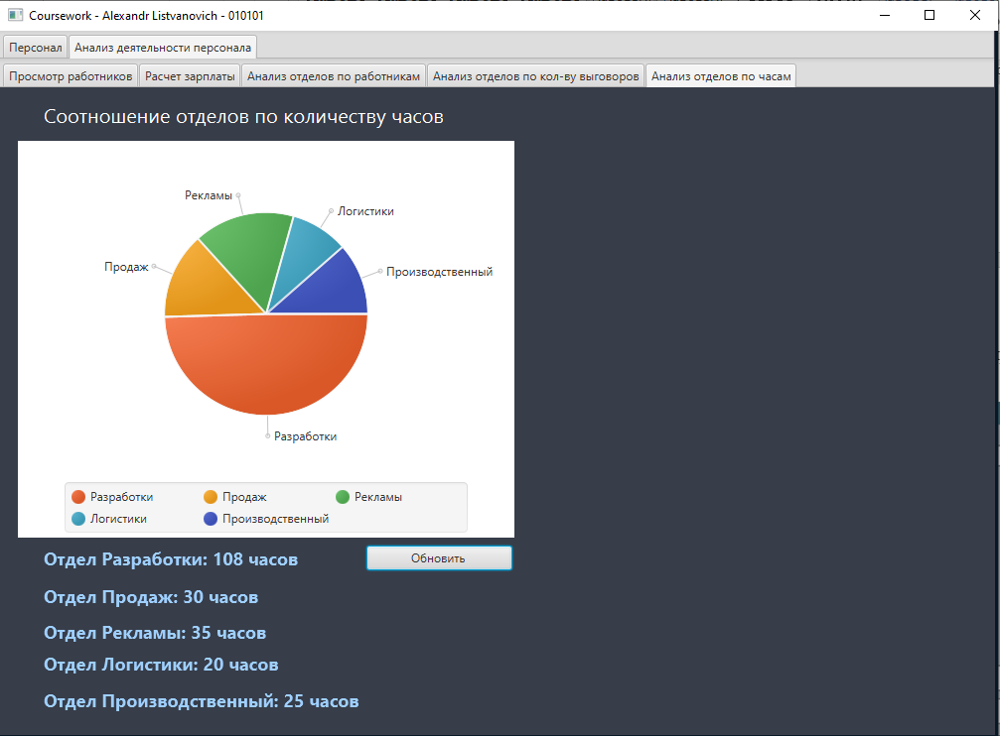 Coursework - Alexandr Listvanovich - 010101
Персонал Анализ деятельности персонала
Просмотр работников Расчет зарплаты Анализ отделов по работникам Анализ отделов по кол-ву выговоров Анализ отделов по часам
Соотношение отделов по количеству часов
Рекламы
Логистики
Продаж
Производственный
Разработки
Разработки Продаж Рекламы
Логистики Производственный
Отдел Разработки: 108 часов Обновить
Отдел Продаж: 30 часов
Отдел Рекламы: 35 часов
Отдел Логистики: 20 часов
Отдел Производственный: 25 часов